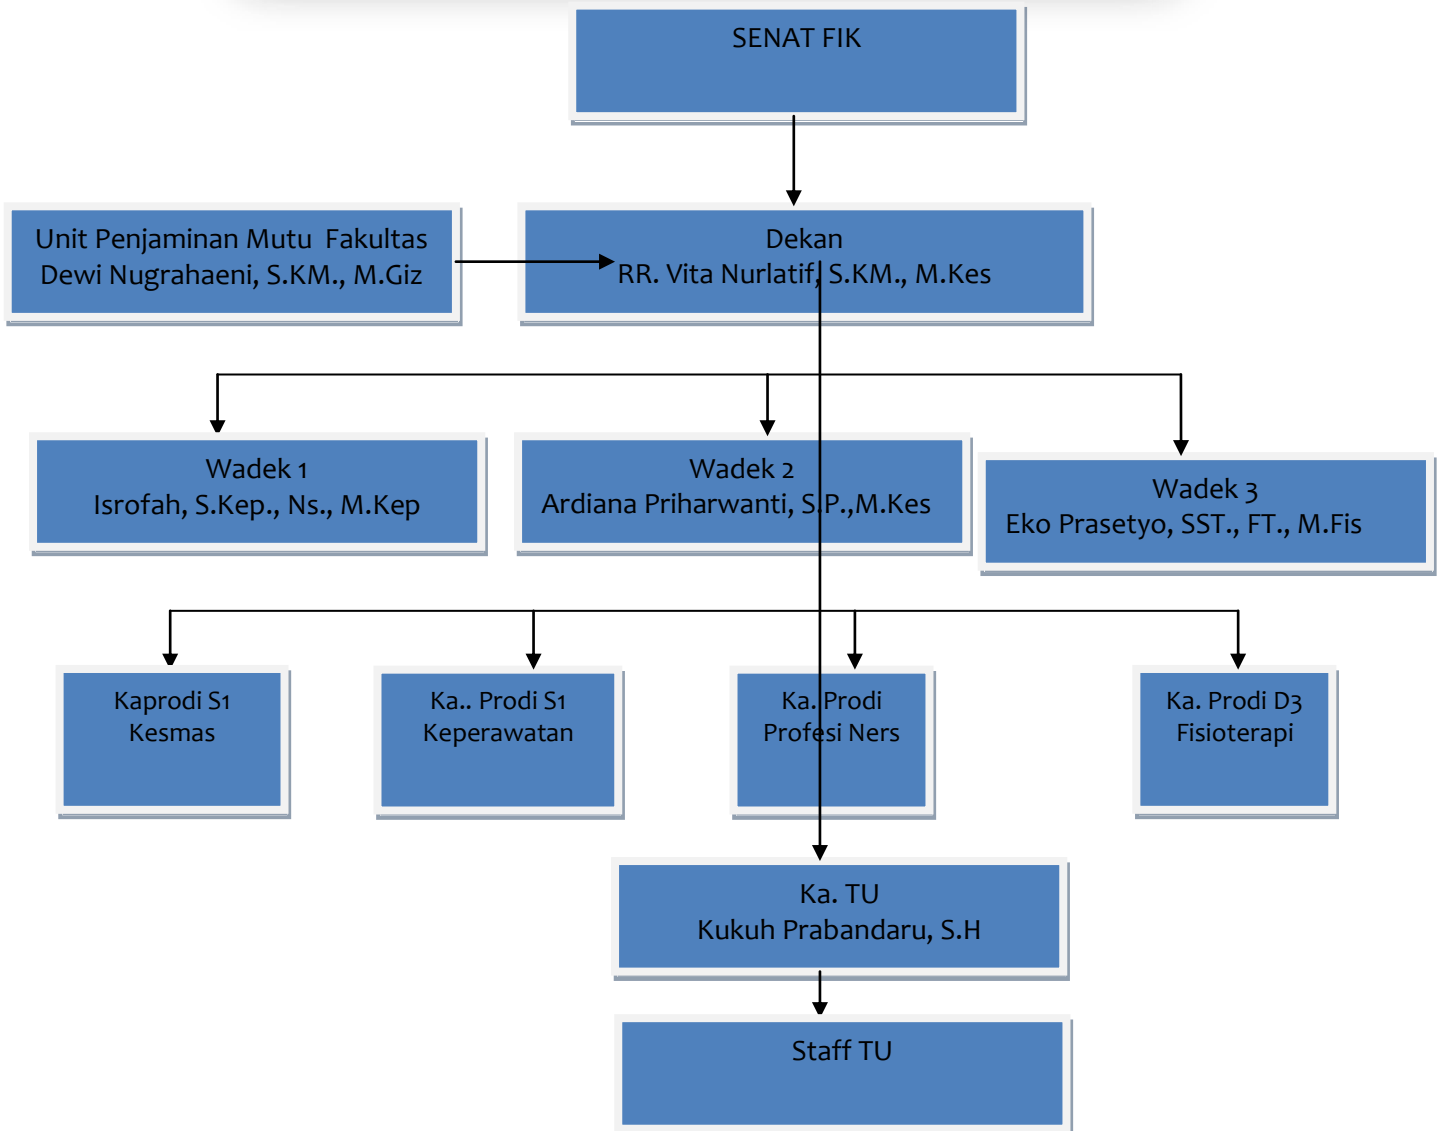 SENAT FIK
Unit Penjaminan Mutu Fakultas
Dewi Nugrahaeni, S.KM., M.Giz
Dekan
RR. Vita Nurlatif, S.KM., M.Kes
Wadek 1
Isrofah, S.Kep., Ns., M.Kep
Wadek 2
Ardiana Priharwanti, S.P.,M.Kes
Wadek 3
Eko Prasetyo, SST., FT., M.Fis
Kaprodi S1
Kesmas
Ka.. Prodi S1
Keperawatan
Ka. Prodi
Profesi Ners
Ka. Prodi D3
Fisioterapi
Ka. TU
Kukuh Prabandaru, S.H
Staff TU